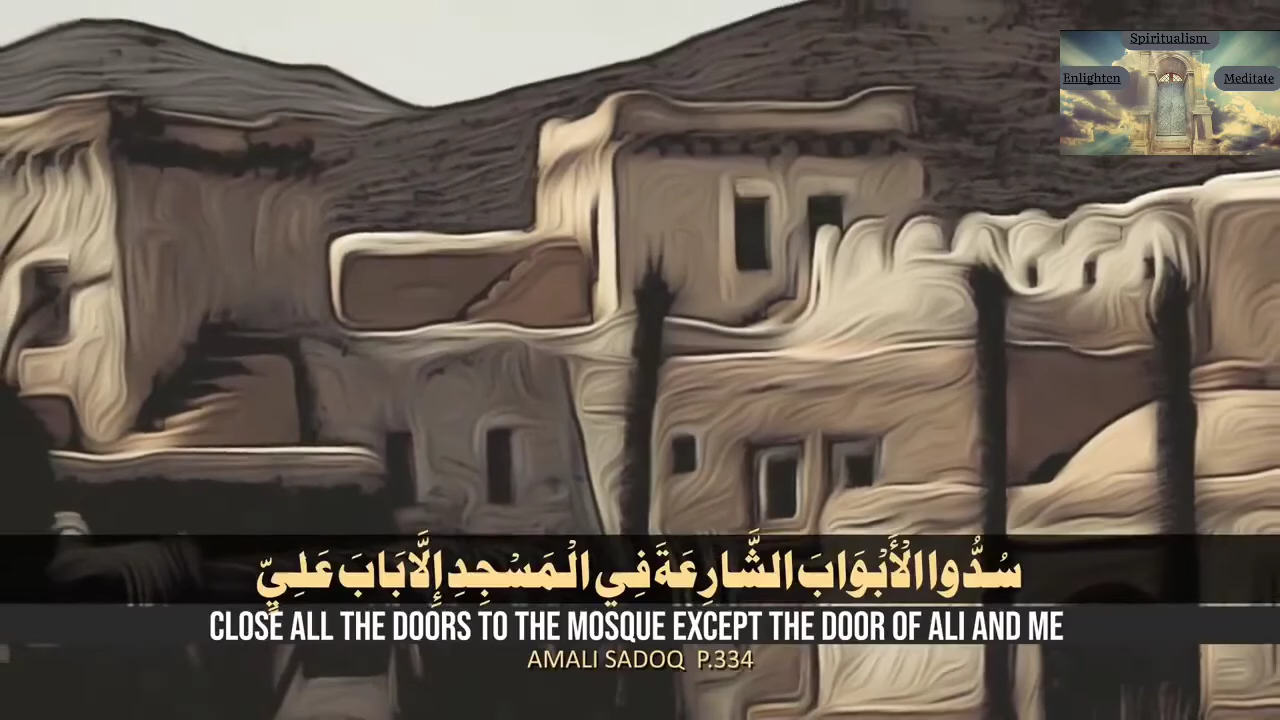 Spiritualism
Enlighten
Meditate
سُدُّوا الْأَبْوَابَ الشَّارِعَةَ فِي الْمَسْجِدِ إِلَّا بَابَ عَلِيٍّ
CLOSE ALL THE DOORS TO THE MOSQUE EXCEPT THE DOOR OF ALI AND ME
AMALI SADOQ P.334